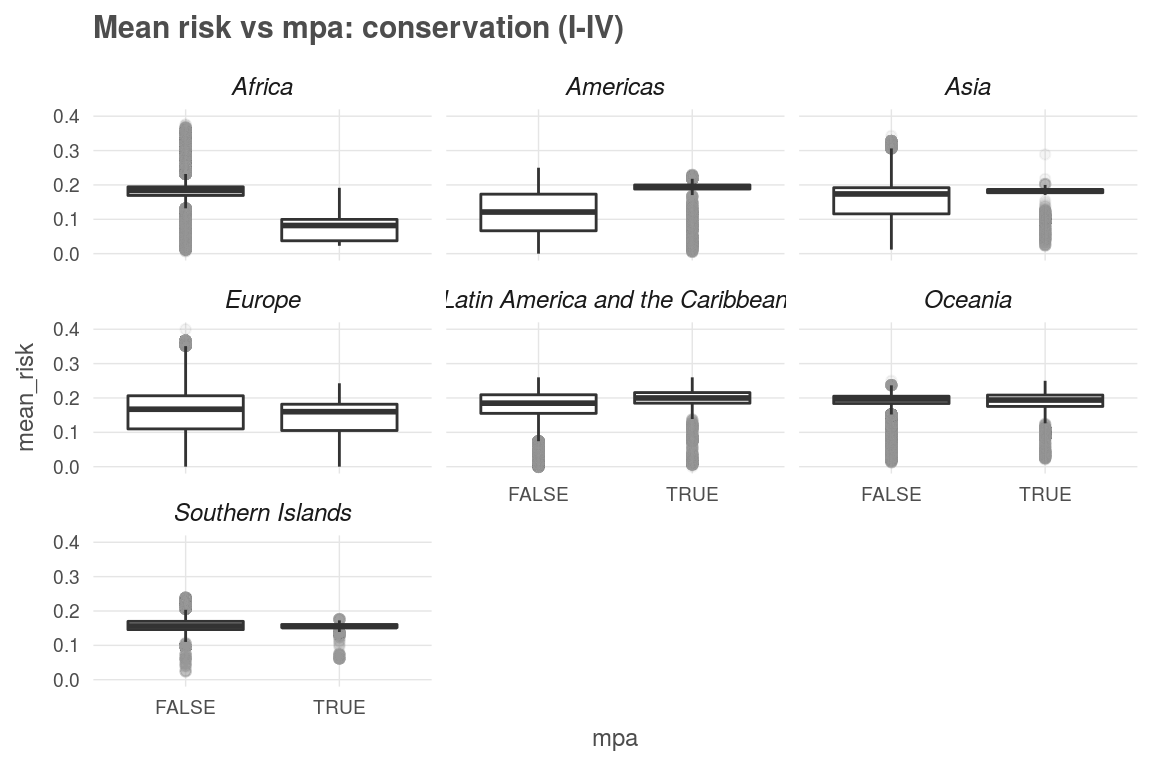 Mean risk vs mpa: conservation (I-IV)
Africa
Americas
Asia
0.4
0.3
0.2
0.1
0.0
Europe
Latin America and the Caribbean
Oceania
0.4
0.3
0.2
0.1
0.0
mean_risk
FALSE TRUE
FALSE TRUE
Southern Islands
0.4
0.3
0.2
0.1
0.0
FALSE TRUE
mpa